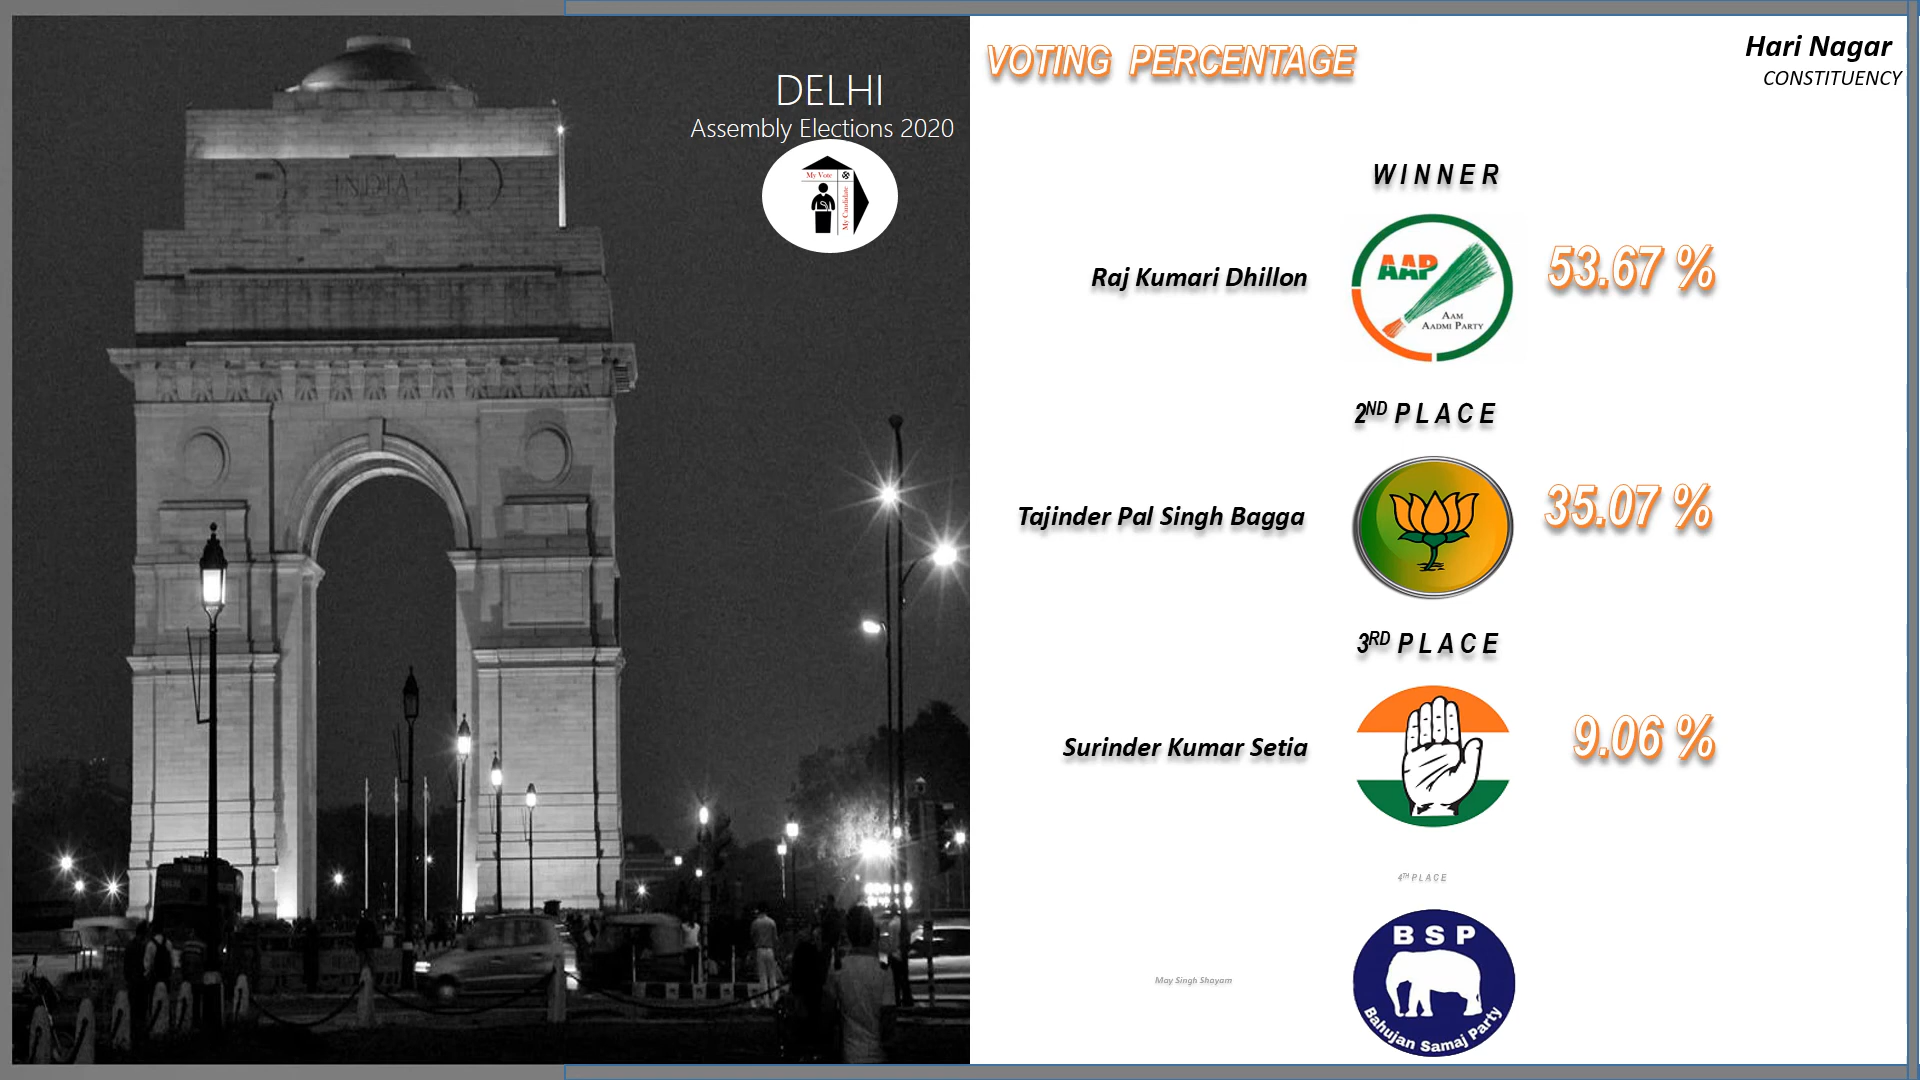 DELHI
Assembly Elections 2020
My Vote
My Candidate
INDIA
VOTING PERCENTAGE
Hari Nagar
CONSTITUENCY
WINNER
Raj Kumari Dhillon
AAP
AAM
AADMI PARTY
53.67 %
2ND PLACE
Tajinder Pal Singh Bagga
35.07 %
3RD PLACE
Surinder Kumar Setia
9.06 %
4TH PLACE
May Singh Shayam
BSP
Bahujan Samaj Party